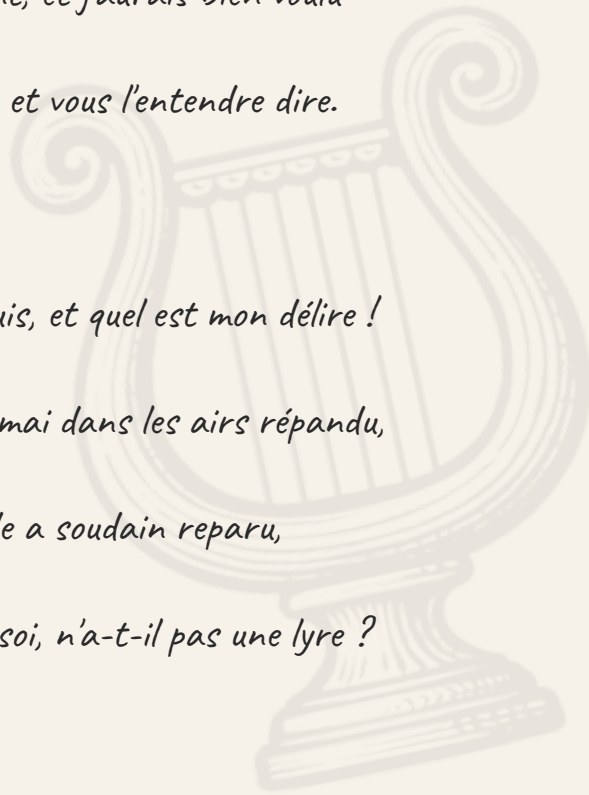 et j'aurais bien voulu
et vous l'entendre dire.
et quel est mon délire !
mai dans les airs répandu,
a soudain reparu,
soi, n'a-t-il pas une lyre ?